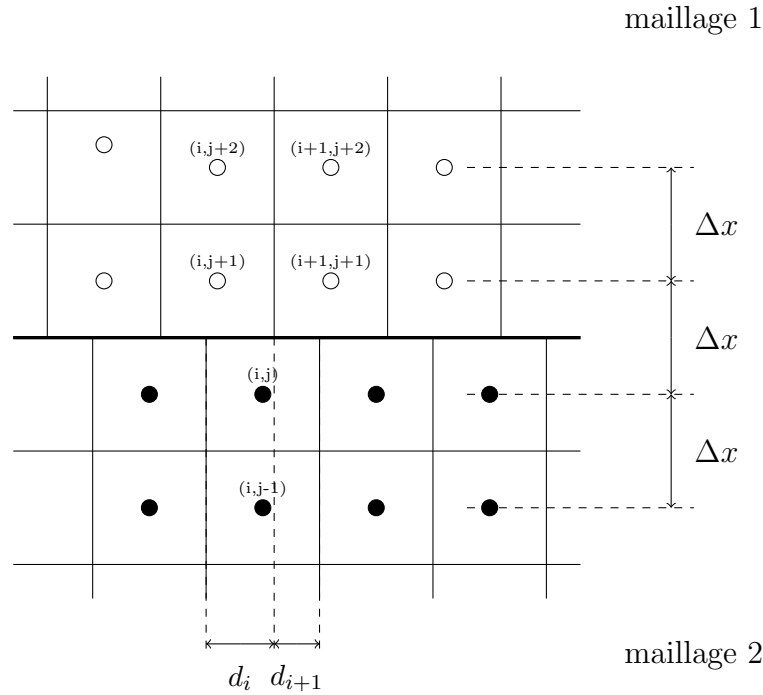 maillage 1
(i,j+2) (i+1,j+2)
Δx
(i,j+1) (i+1,j+1)
Δx
(i,j)
Δx
(i,j-1)
d_i d_{i+1}
maillage 2